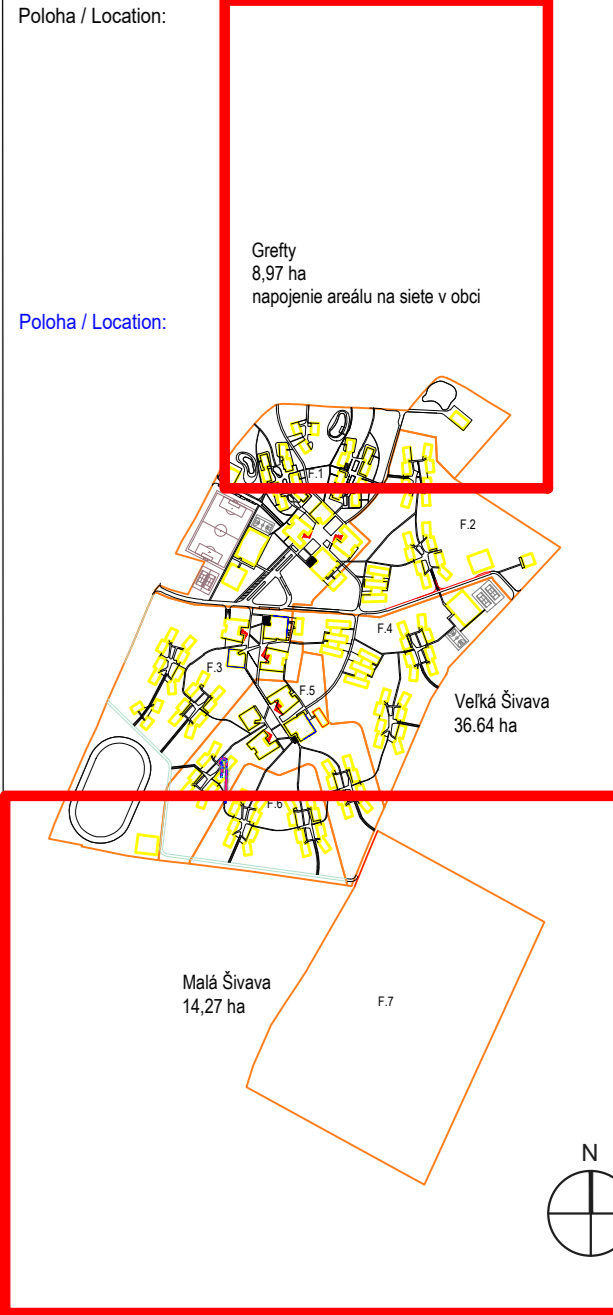 Poloha / Location:
Grefty
8,97 ha
napojenie areálu na siete v obci
Poloha / Location:
F.1
F.2
F.4
F.3
F.5
Veľká Šivava
36.64 ha
F.6
Malá Šivava
14,27 ha
F.7
N